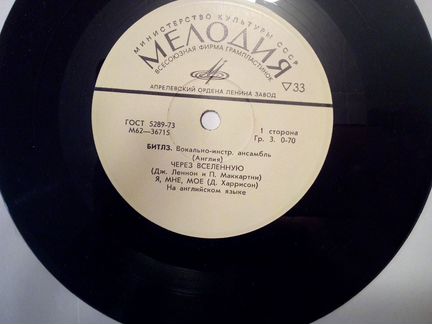 МИНИСТЕРСТВО КУЛЬТУРЫ СССР
МЕЛОДИЯ
ВСЕСОЮЗНАЯ ФИРМА ГРАМПЛАСТИНОК
▽33
АПРЕЛЕВСКИЙ ОРДЕНА ЛЕНИНА ЗАВОД
ГОСТ 5289-73
М62—36715
1 сторона
Гр. 3. 0-70
БИТЛЗ. Вокально-инстр. ансамбль
(Англия)
ЧЕРЕЗ ВСЕЛЕННУЮ
(Дж. Леннон и П. Маккартни)
Я, МНЕ, МОЕ (Д. Харрисон)
На английском языке